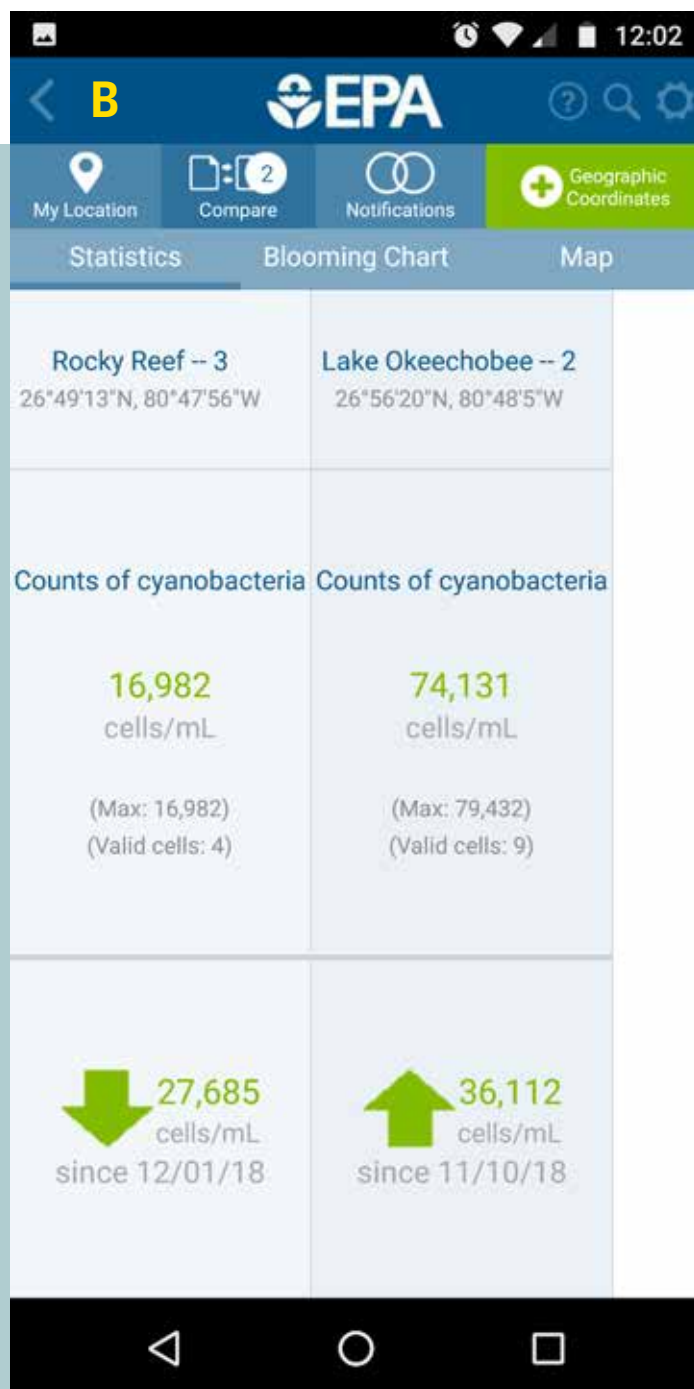 12:02
B
EPA
?
My Location
Compare
2
Notifications
Geographic
Coordinates
Statistics
Blooming Chart
Map
Rocky Reef -- 3
26°49'13"N, 80°47'56"W
Lake Okeechobee -- 2
26°56'20"N, 80°48'5"W
Counts of cyanobacteria
16,982
cells/mL
(Max: 16,982)
(Valid cells: 4)
Counts of cyanobacteria
74,131
cells/mL
(Max: 79,432)
(Valid cells: 9)
27,685
cells/mL
since 12/01/18
36,112
cells/mL
since 11/10/18